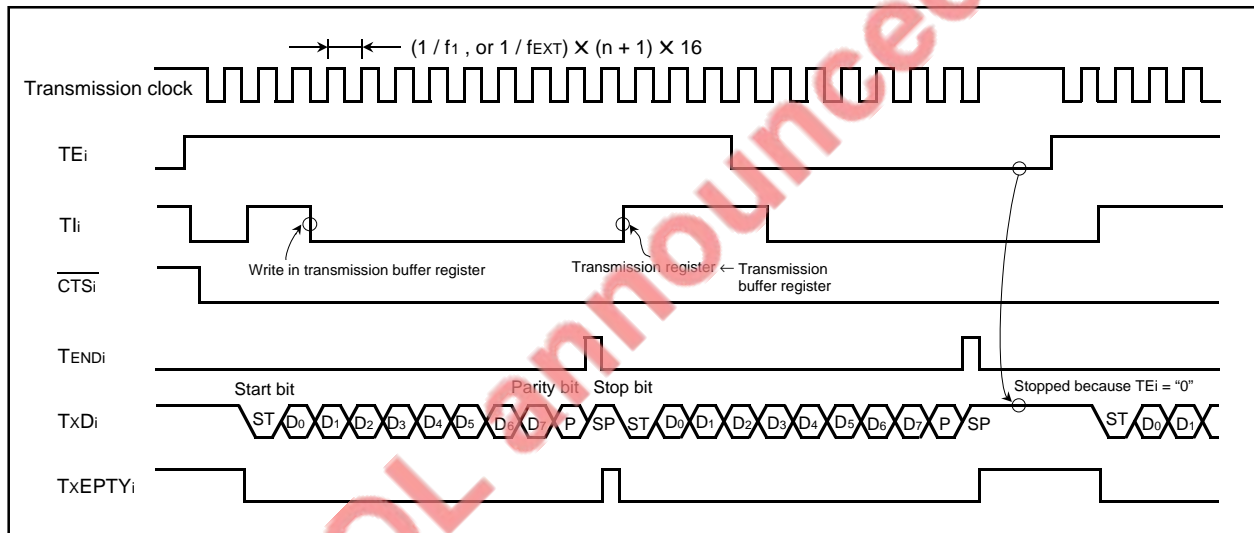 (1 / f1 , or 1 / fEXT) × (n + 1) × 16
Transmission clock
TEi
TIi
Write in transmission buffer register
Transmission register ← Transmission
buffer register
CTSi
TENDi
Start bit
Parity bit
Stop bit
Stopped because TEi = “0”
TxDi
ST D0 D1 D2 D3 D4 D5 D6 D7 P SP ST D0 D1 D2 D3 D4 D5 D6 D7 P SP ST D0 D1
TxEPTYi
OL announced